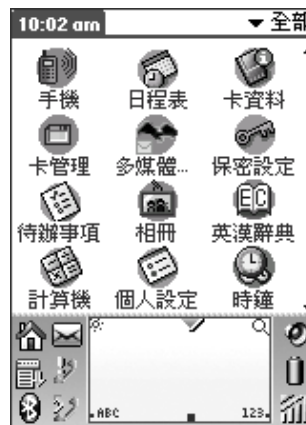 10:02 am 全部
手機 日程表 卡資料
卡管理 多媒體... 保密設定
待辦事項 相冊 英漢辭典
EC
計算機 個人設定 時鐘
ABC 123